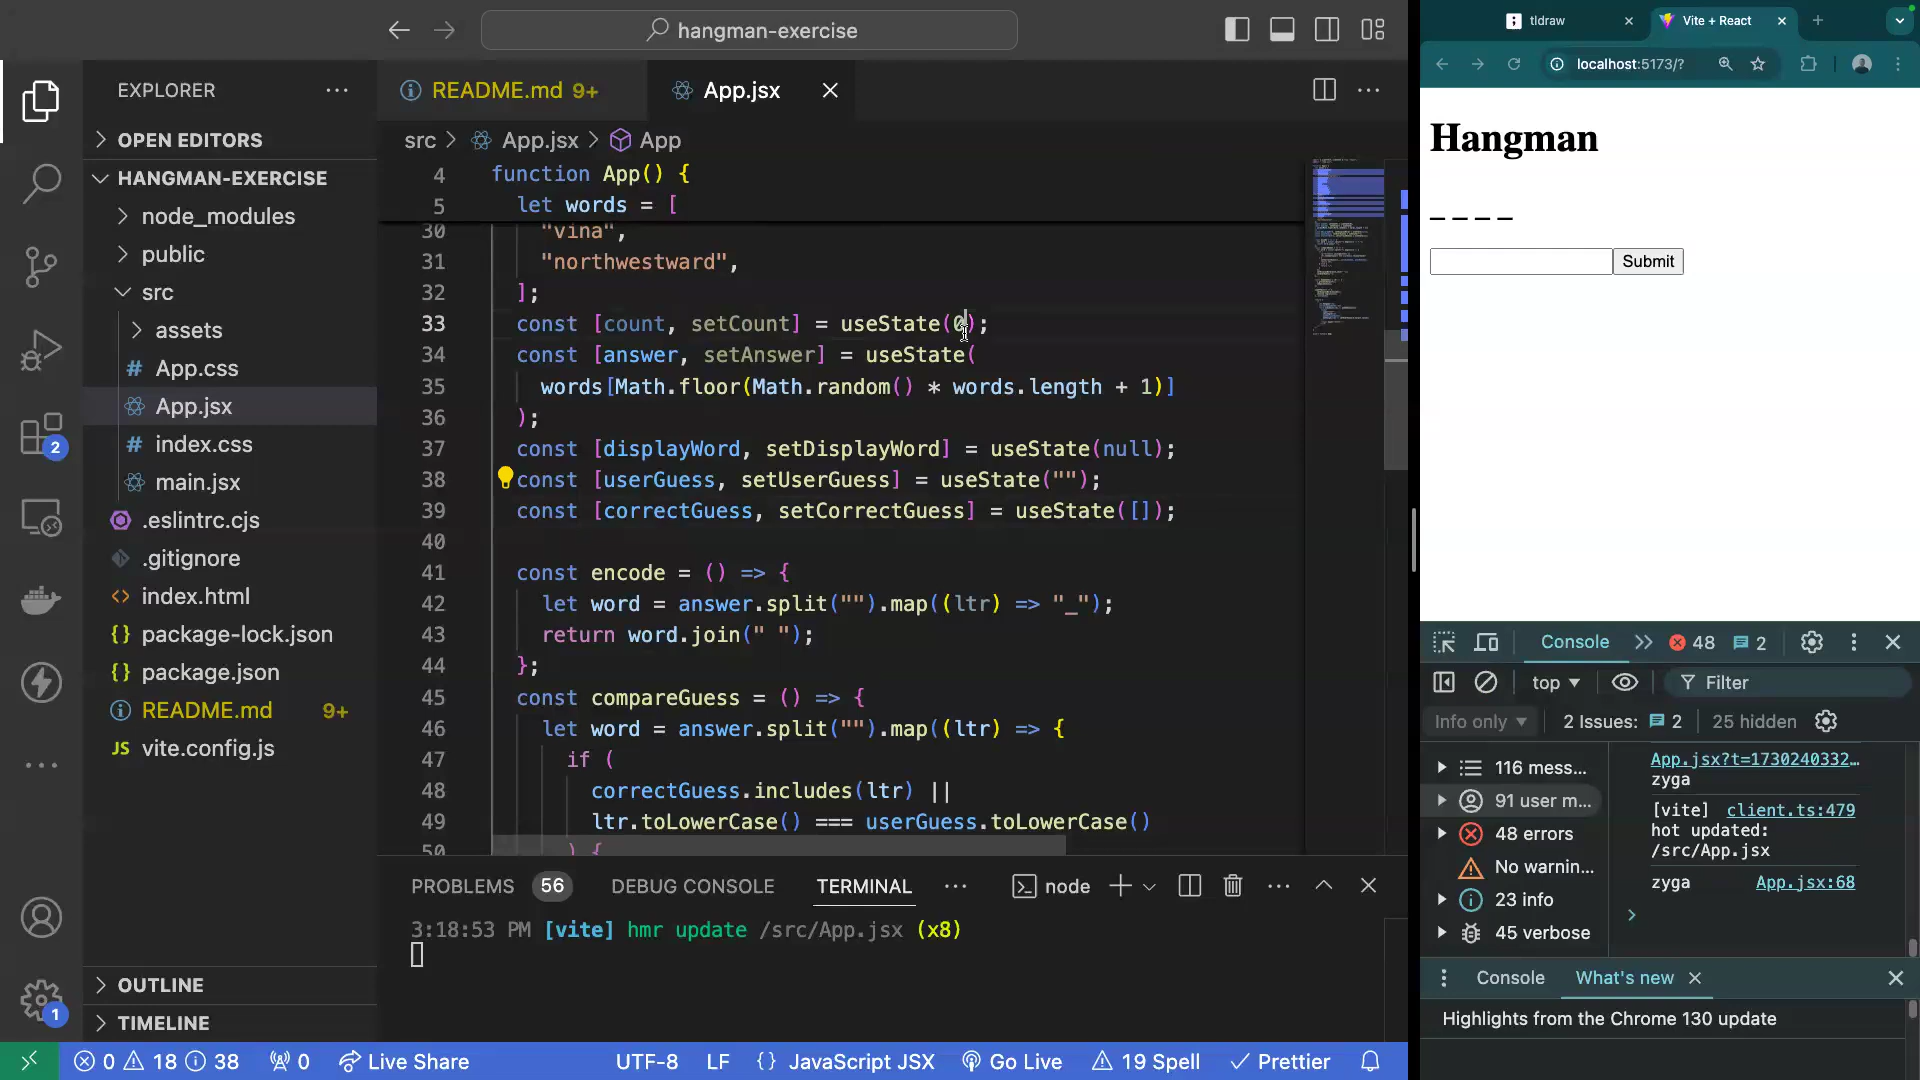 hangman-exercise
EXPLORER
OPEN EDITORS
HANGMAN-EXERCISE
node_modules
public
src
assets
# App.css
App.jsx
# index.css
main.jsx
.eslintrc.cjs
.gitignore
<> index.html
{} package-lock.json
{} package.json
README.md 9+
JS vite.config.js
OUTLINE
TIMELINE
2
1
README.md 9+
App.jsx
src > App.jsx > App
4 function App() {
5 let words = [
30 "vina",
31 "northwestward",
32 ];
33 const [count, setCount] = useState(0);
34 const [answer, setAnswer] = useState(
35 words[Math.floor(Math.random() * words.length + 1)]
36 );
37 const [displayWord, setDisplayWord] = useState(null);
38 const [userGuess, setUserGuess] = useState("");
39 const [correctGuess, setCorrectGuess] = useState([]);
40
41 const encode = () => {
42 let word = answer.split("").map((ltr) => "_");
43 return word.join(" ");
44 };
45 const compareGuess = () => {
46 let word = answer.split("").map((ltr) => {
47 if (
48 correctGuess.includes(ltr) ||
49 ltr.toLowerCase() === userGuess.toLowerCase()
50 ) {
PROBLEMS 56 DEBUG CONSOLE TERMINAL node
3:18:53 PM [vite] hmr update /src/App.jsx (x8)
0 18 38 0 Live Share UTF-8 LF {} JavaScript JSX Go Live 19 Spell Prettier
tldraw
Vite + React
localhost:5173/?
Hangman
_ _ _ _
Submit
Console 48 2
top Filter
Info only 2 Issues: 2 25 hidden
116 mess...
91 user m...
48 errors
No warnin...
23 info
45 verbose
App.jsx?t=1730240332…
zyga
[vite] client.ts:479
hot updated:
/src/App.jsx
zyga App.jsx:68
Console What's new
Highlights from the Chrome 130 update